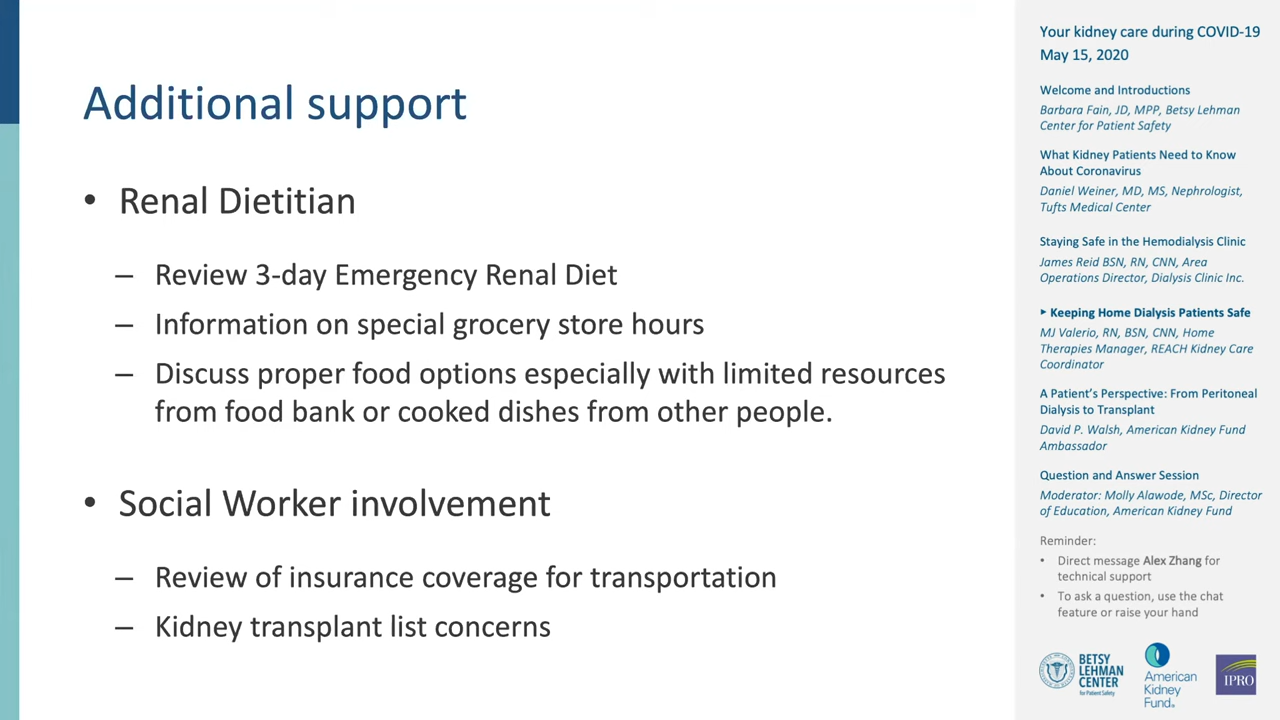 Additional support
• Renal Dietitian
– Review 3-day Emergency Renal Diet
– Information on special grocery store hours
– Discuss proper food options especially with limited resources
from food bank or cooked dishes from other people.
• Social Worker involvement
– Review of insurance coverage for transportation
– Kidney transplant list concerns
Your kidney care during COVID-19
May 15, 2020
Welcome and Introductions
Barbara Fain, JD, MPP, Betsy Lehman
Center for Patient Safety
What Kidney Patients Need to Know
About Coronavirus
Daniel Weiner, MD, MS, Nephrologist,
Tufts Medical Center
Staying Safe in the Hemodialysis Clinic
James Reid BSN, RN, CNN, Area
Operations Director, Dialysis Clinic Inc.
▸ Keeping Home Dialysis Patients Safe
MJ Valerio, RN, BSN, CNN, Home
Therapies Manager, REACH Kidney Care
Coordinator
A Patient’s Perspective: From Peritoneal
Dialysis to Transplant
David P. Walsh, American Kidney Fund
Ambassador
Question and Answer Session
Moderator: Molly Alawode, MSc, Director
of Education, American Kidney Fund
Reminder:
• Direct message Alex Zhang for
technical support
• To ask a question, use the chat
feature or raise your hand
BETSY
LEHMAN
CENTER
for Patient Safety
American
Kidney
Fund®
IPRO